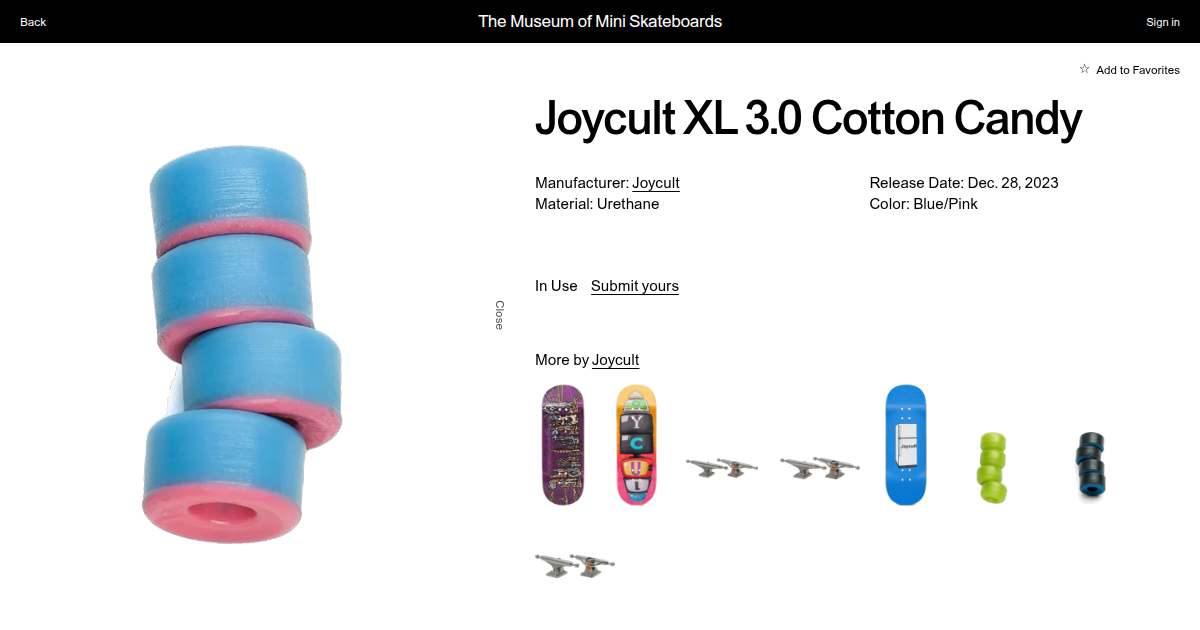 Back
The Museum of Mini Skateboards
Sign in
☆ Add to Favorites
Joycult XL 3.0 Cotton Candy
Manufacturer: Joycult
Material: Urethane
Release Date: Dec. 28, 2023
Color: Blue/Pink
In Use Submit yours
Close
More by Joycult
Y
C
U
L